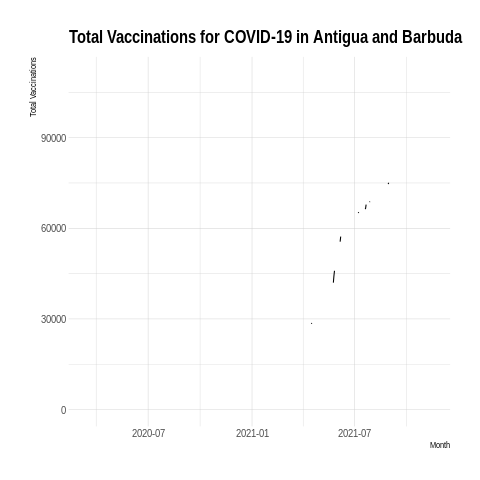 Total Vaccinations for COVID-19 in Antigua and Barbuda
Total Vaccinations
90000
60000
30000
0
2020-07
2021-01
2021-07
Month